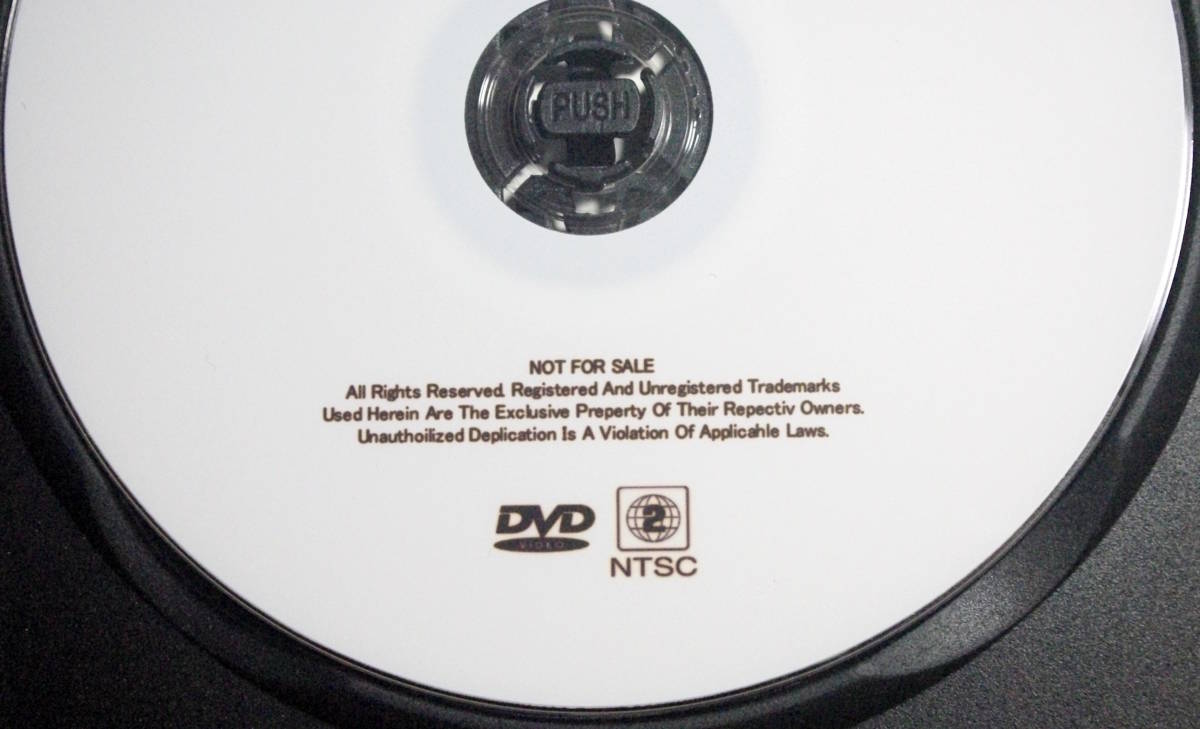 PUSH
NOT FOR SALE
All Rights Reserved. Registered And Unregistered Trademarks
Used Herein Are The Exclusive Preperty Of Their Repectiv Owners.
Unauthoilized Deplication Is A Violation Of Applicahle Laws.
DVD
VIDEO
2
NTSC